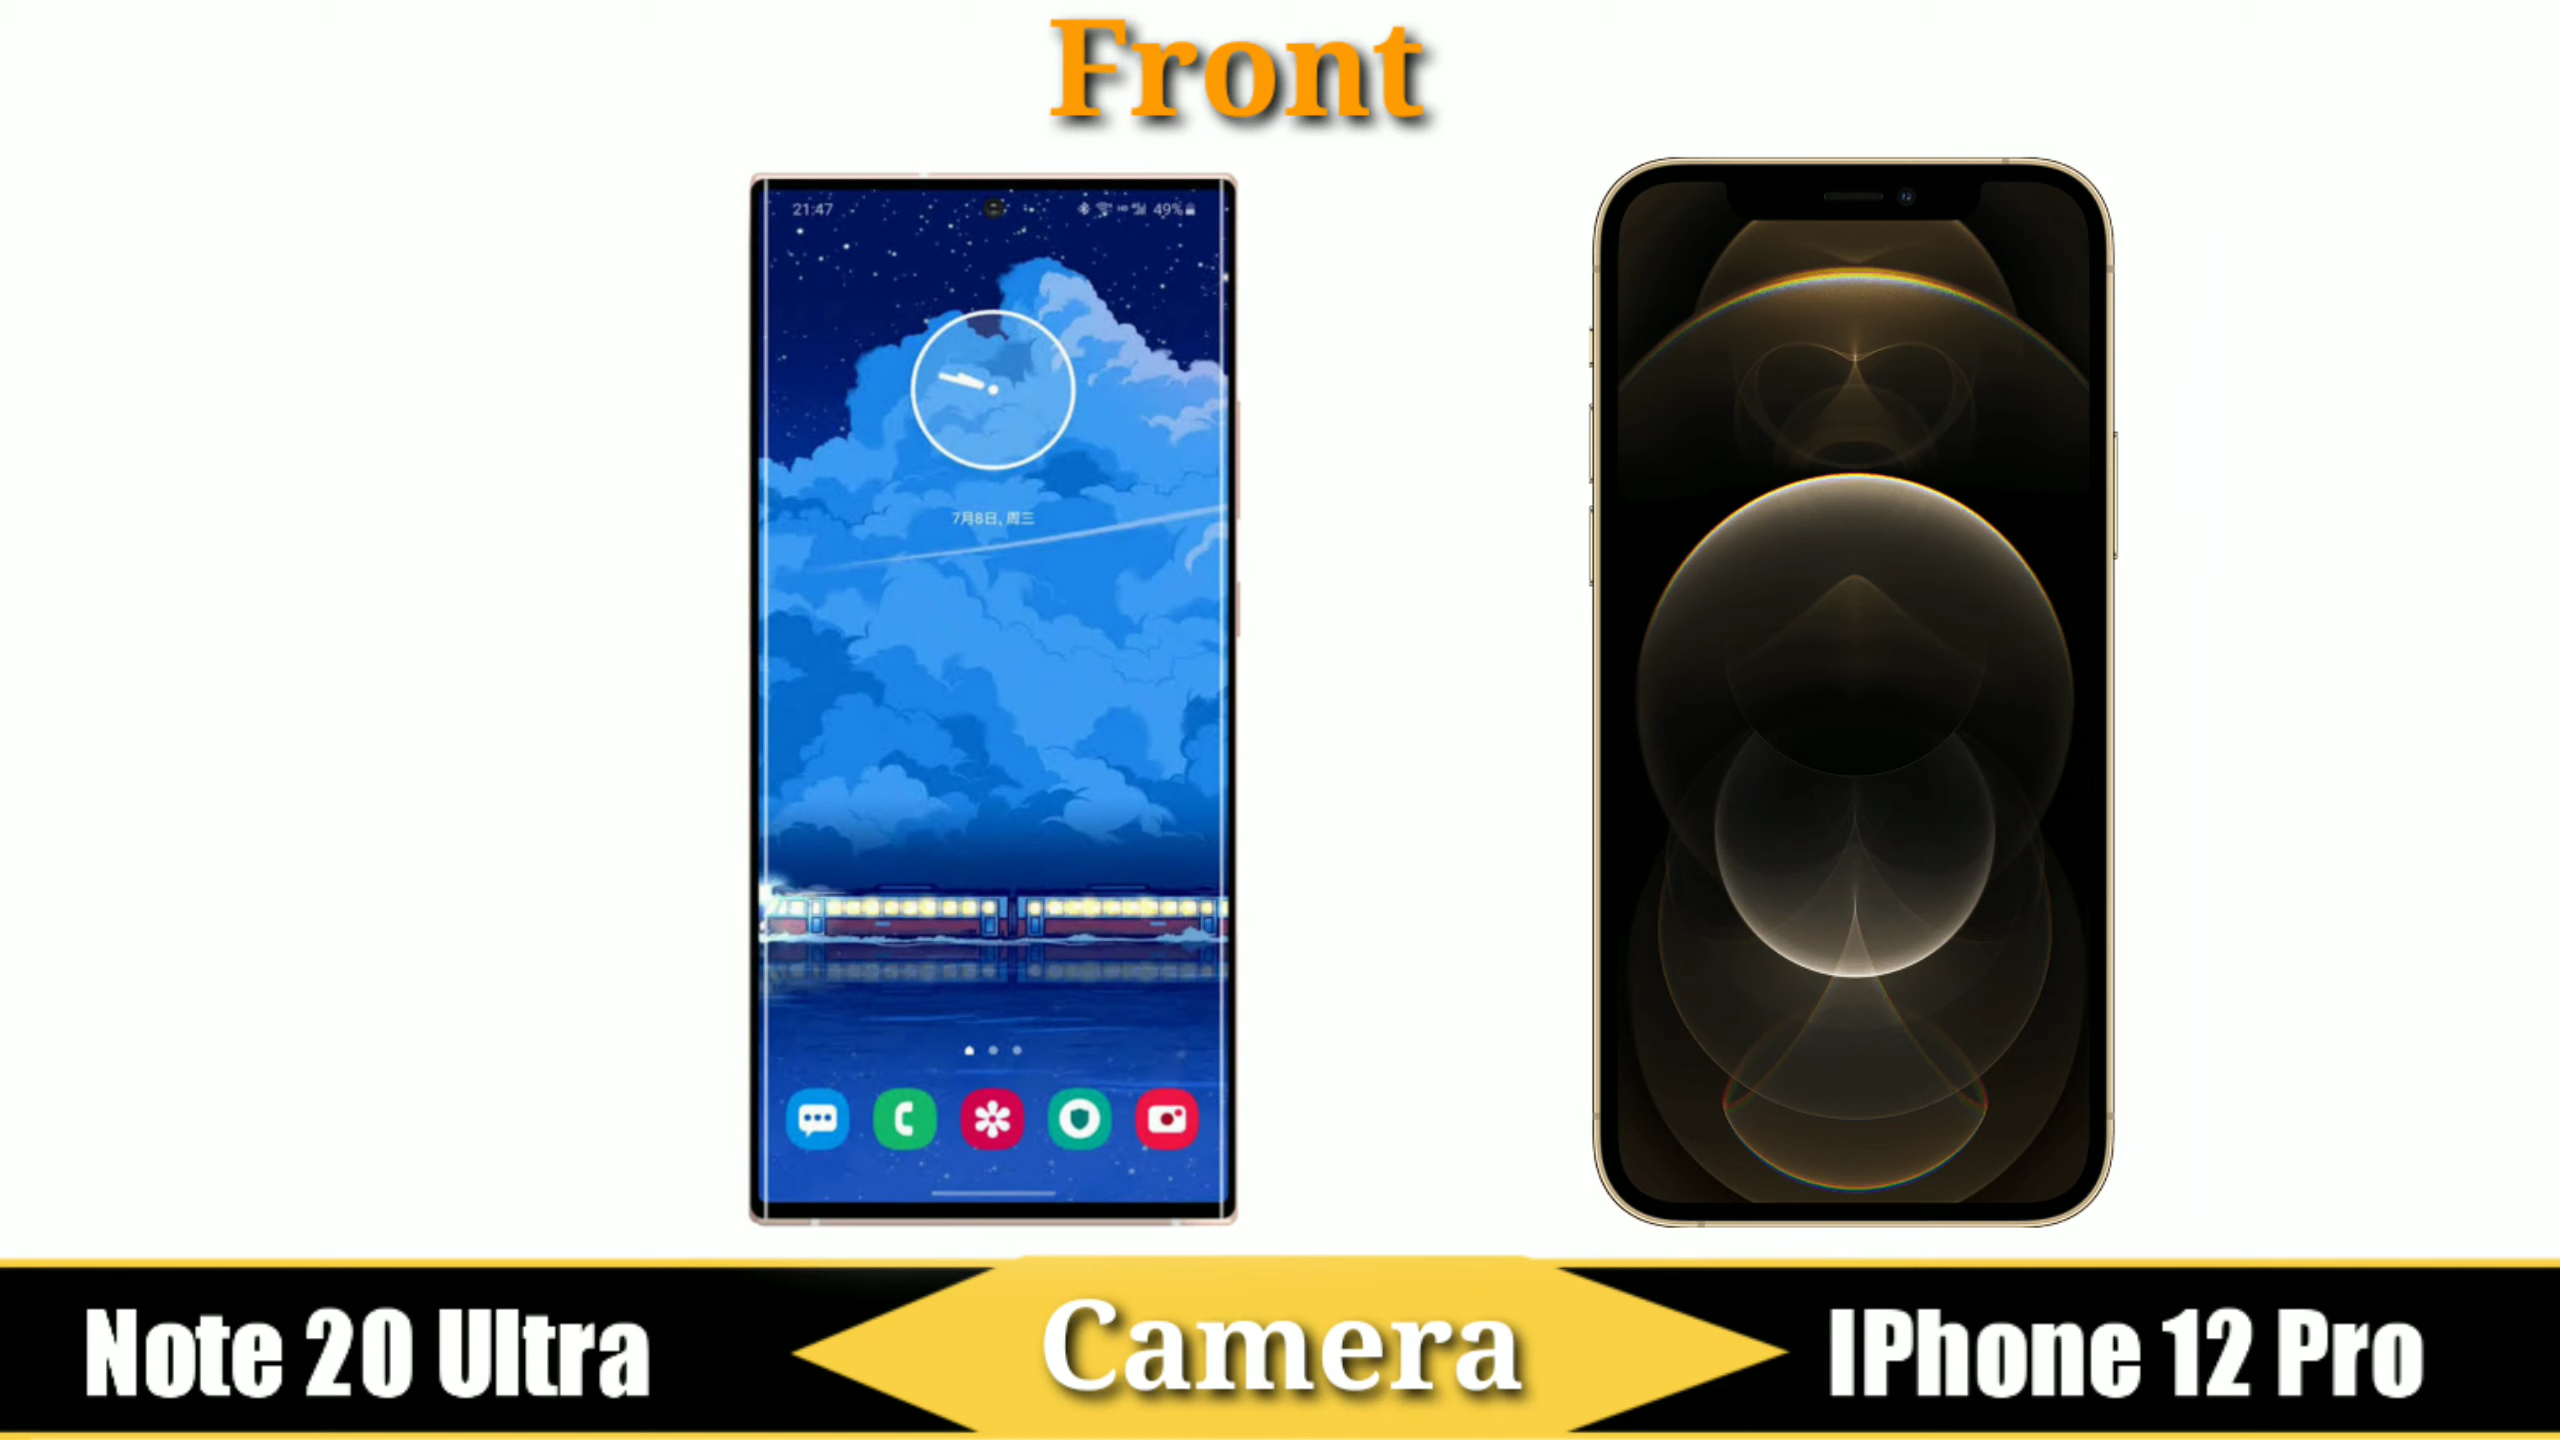 Front
21:47
49%
7月8日, 周三
Note 20 Ultra
Camera
IPhone 12 Pro